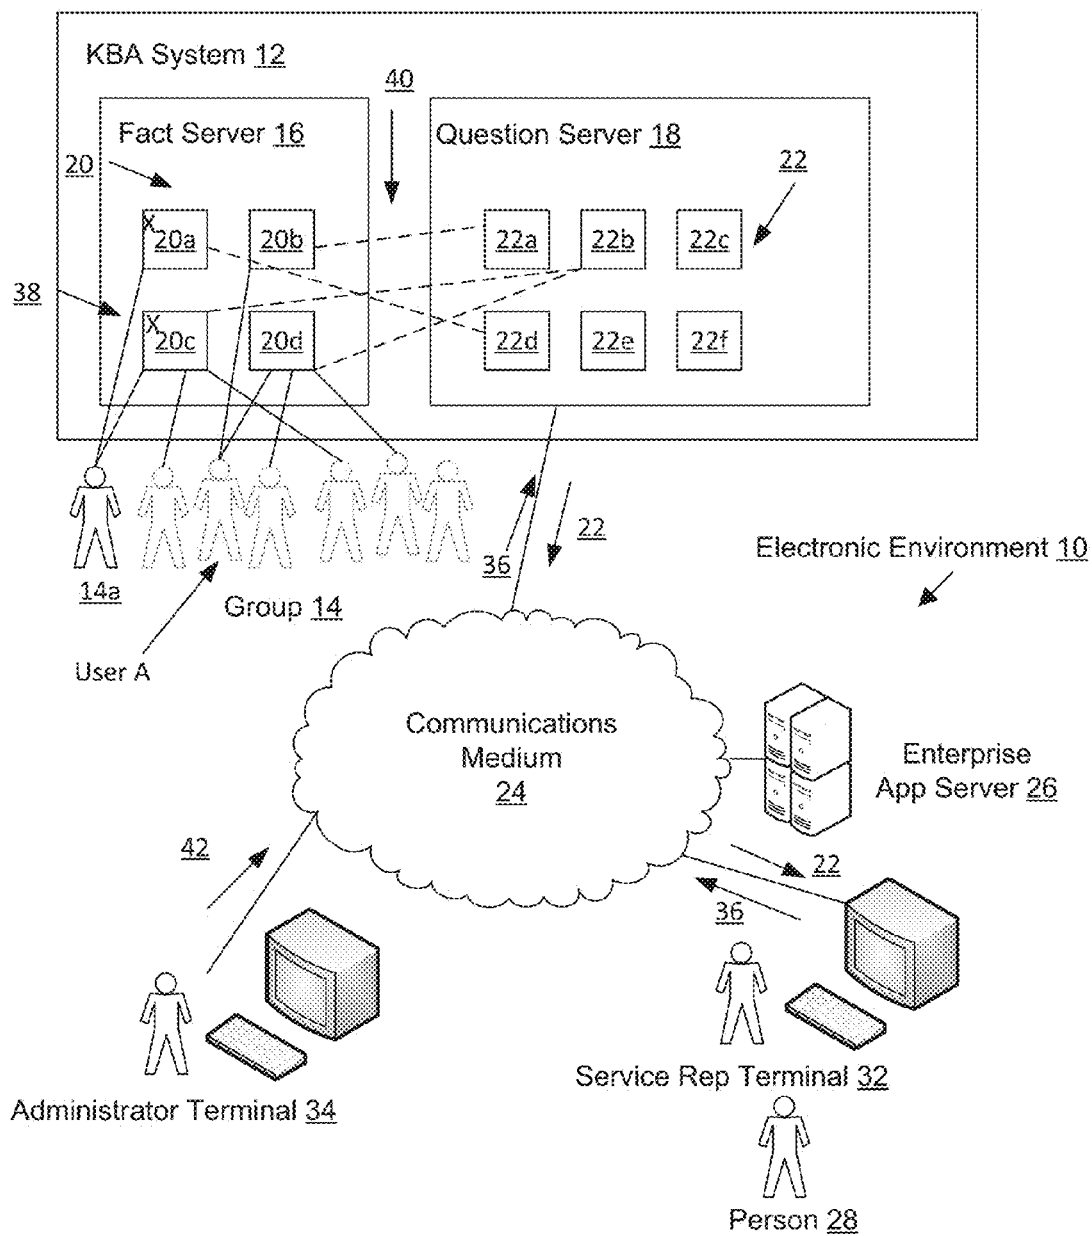 KBA System 12
40
Fact Server 16
Question Server 18
20
22
X
20a
20b
22a
22b
22c
38
X
20c
20d
22d
22e
22f
14a
36
22
Electronic Environment 10
Group 14
User A
Communications
Medium
24
Enterprise
App Server 26
42
22
36
Service Rep Terminal 32
Administrator Terminal 34
Person 28